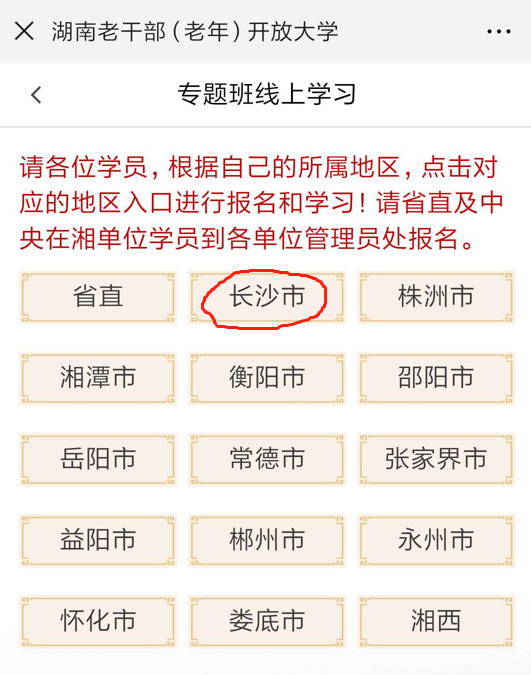 湖南老干部（老年）开放大学
专题班线上学习
请各位学员，根据自己的所属地区，点击对
应的地区入口进行报名和学习！请省直及中
央在湘单位学员到各单位管理员处报名。
省直 长沙市 株洲市
湘潭市 衡阳市 邵阳市
岳阳市 常德市 张家界市
益阳市 郴州市 永州市
怀化市 娄底市 湘西